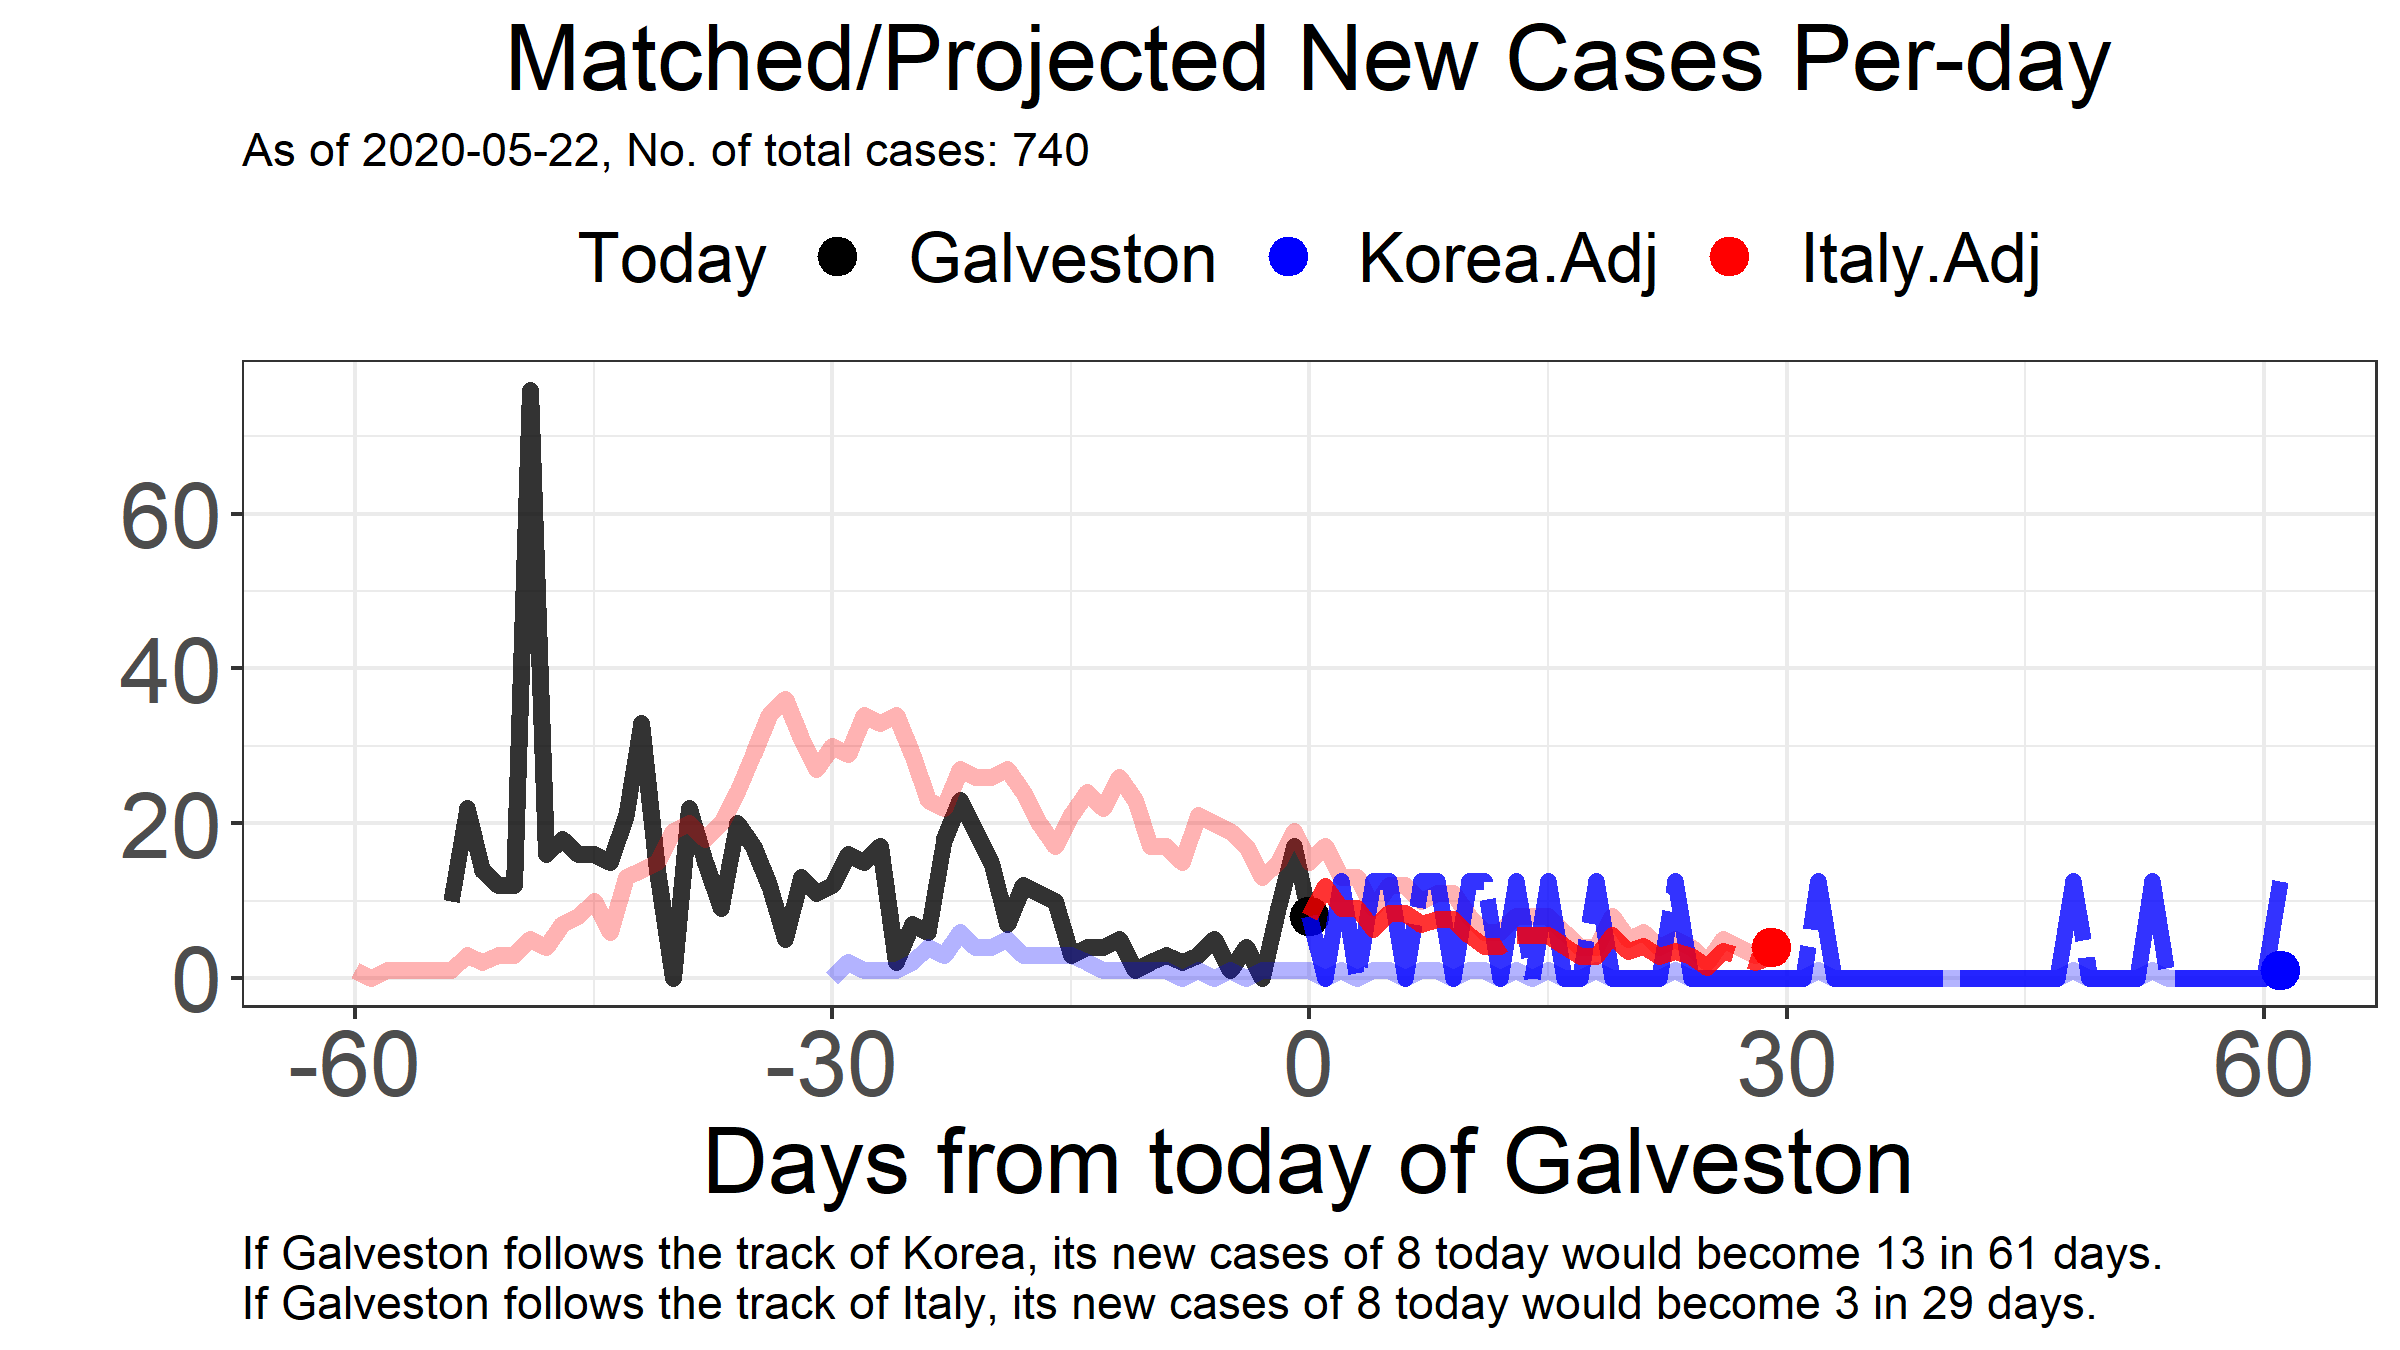 Matched/Projected New Cases Per-day
As of 2020-05-22, No. of total cases: 740
Today Galveston Korea.Adj Italy.Adj
60
40
20
0
-60 -30 0 30 60
Days from today of Galveston
If Galveston follows the track of Korea, its new cases of 8 today would become 13 in 61 days.
If Galveston follows the track of Italy, its new cases of 8 today would become 3 in 29 days.